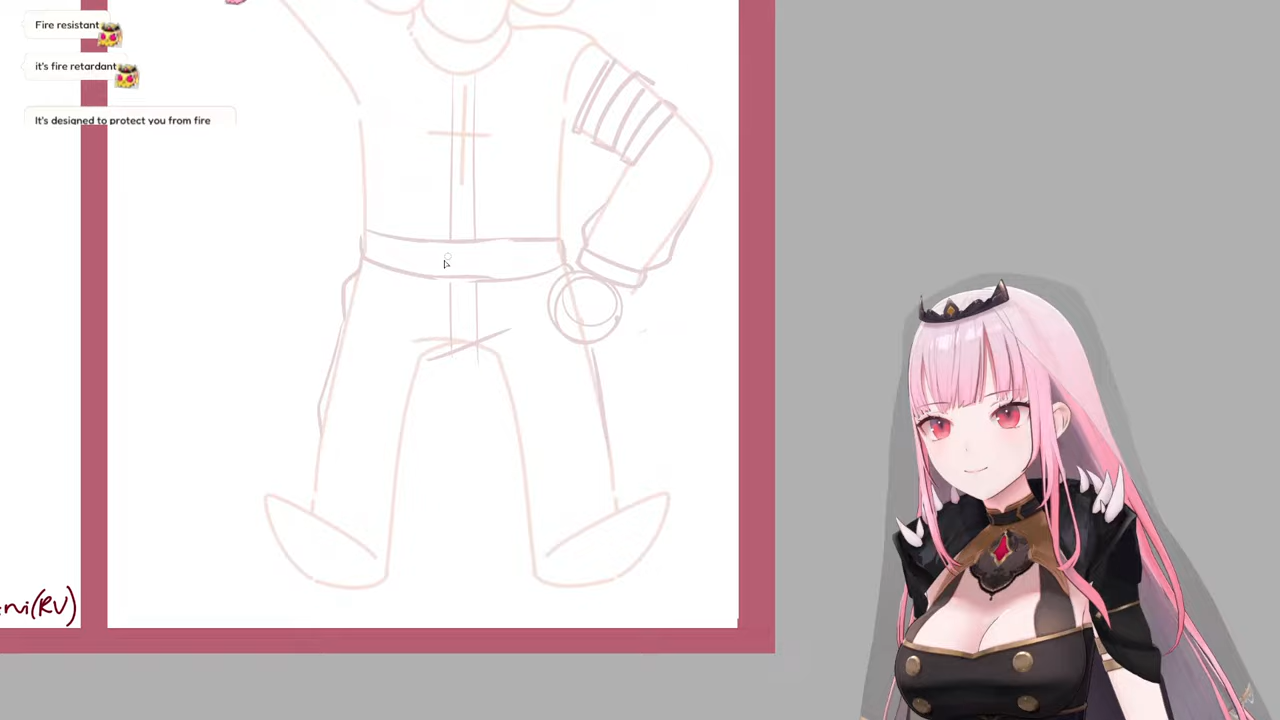 Fire resistant
it's fire retardant
It's designed to protect you from fire
ni(RV)